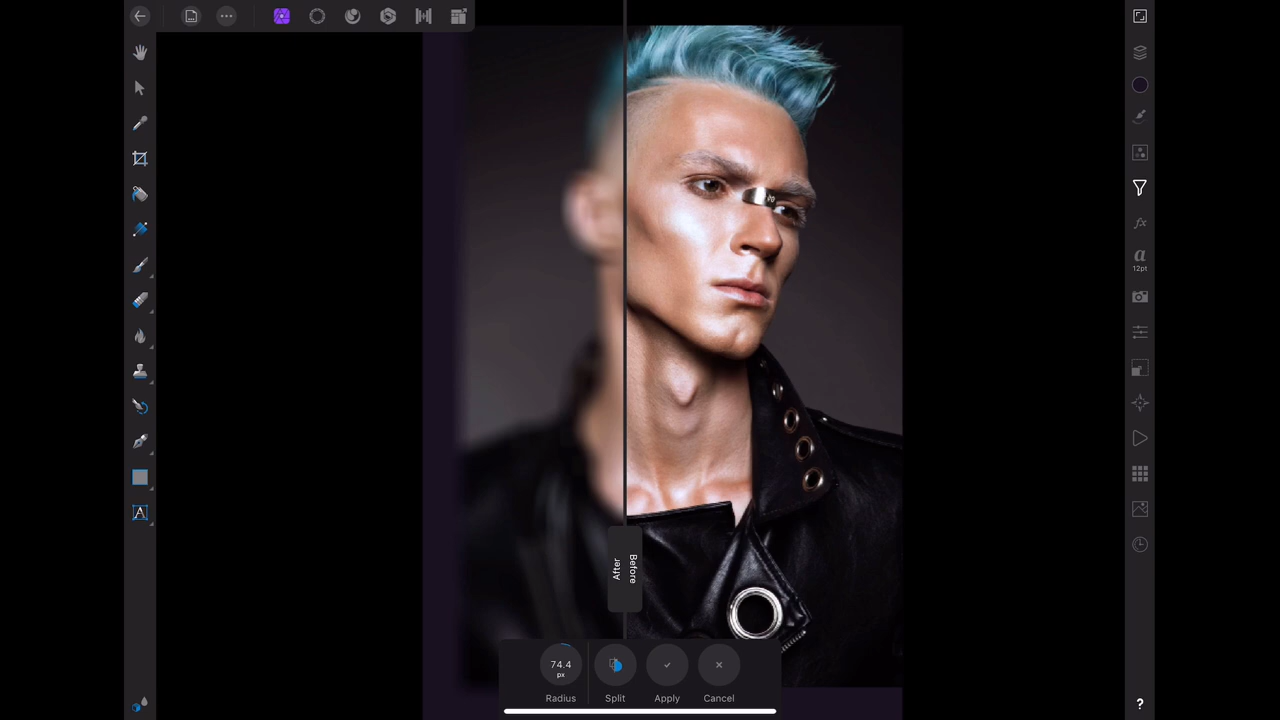 a
12pt
A
After
Before
74.4
px
Radius
Split
Apply
Cancel
?